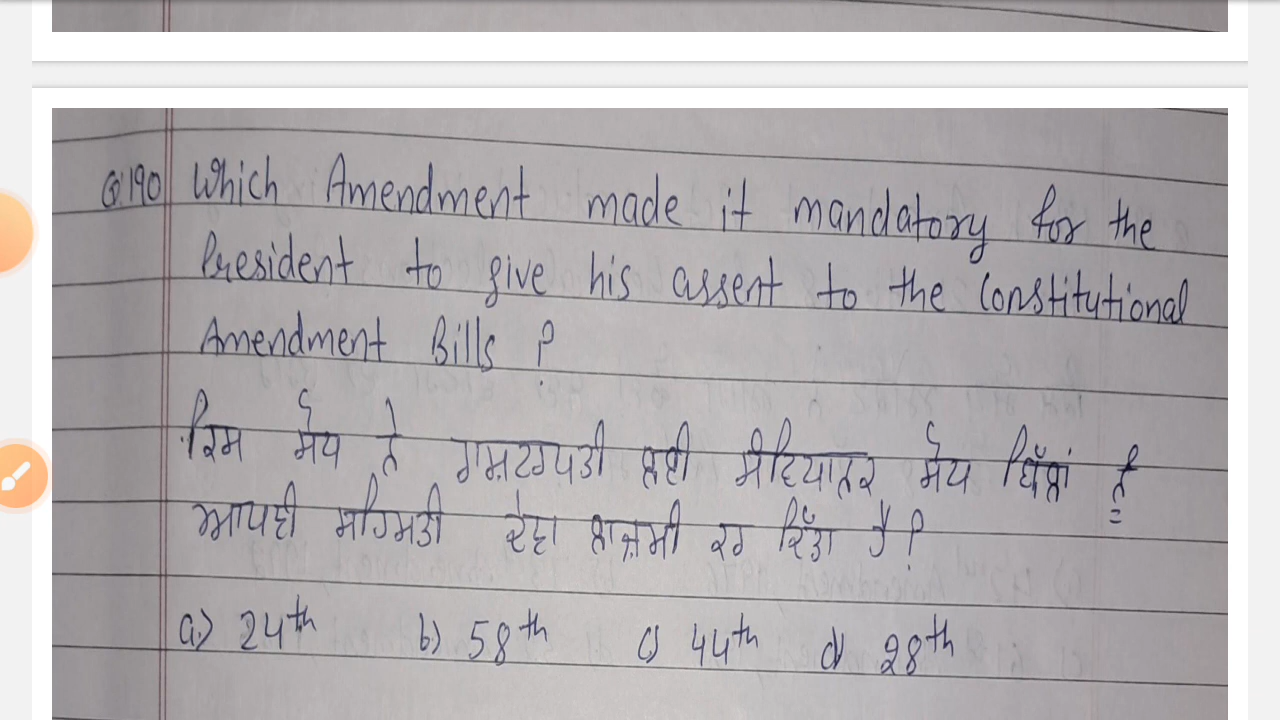 Q.190 Which Amendment made it mandatory for the
President to give his assent to the Constitutional
Amendment Bills ?
ਕਿਸ ਸੋਧ ਨੇ ਰਾਸ਼ਟਰਪਤੀ ਲਈ ਸੰਵਿਧਾਨਕ ਸੋਧ ਬਿੱਲਾਂ ਨੂੰ
ਆਪਣੀ ਸਹਿਮਤੀ ਦੇਣਾ ਲਾਜ਼ਮੀ ਕਰ ਦਿੱਤਾ ਹੈ ?
a) 24th b) 58th c) 44th d) 28th